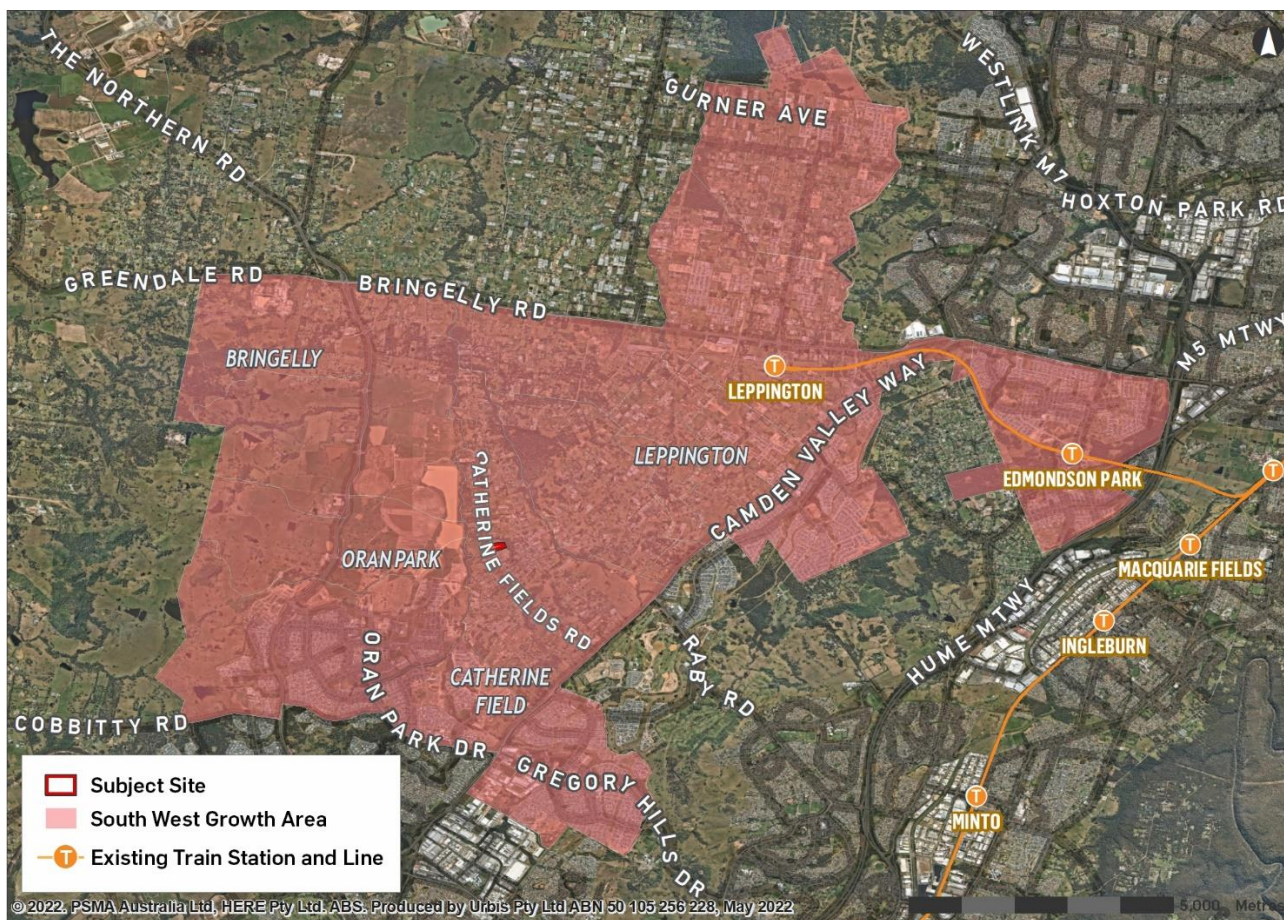 THE NORTHERN RD
GURNER AVE
WESTLINK M7
HOXTON PARK RD
GREENDALE RD
BRINGELLY RD
M5 MTWY
BRINGELLY
T
LEPPINGTON
CAMDEN VALLEY WAY
LEPPINGTON
T
EDMONDSON PARK
T
CATHERINE FIELDS RD
ORAN PARK
T
MACQUARIE FIELDS
T
INGLEBURN
HUME MTWY
RABY RD
ORAN PARK DR
CATHERINE
FIELD
COBBITTY RD
GREGORY HILLS DR
T
MINTO
Subject Site
South West Growth Area
T Existing Train Station and Line
© 2022. PSMA Australia Ltd, HERE Pty Ltd. ABS. Produced by Urbis Pty Ltd ABN 50 105 256 228, May 2022
5,000 Metres